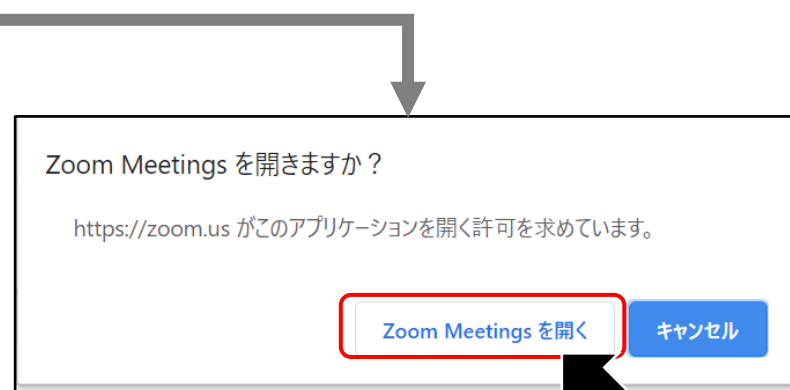 Zoom Meetings を開きますか？
https://zoom.us がこのアプリケーションを開く許可を求めています。
Zoom Meetings を開く キャンセル